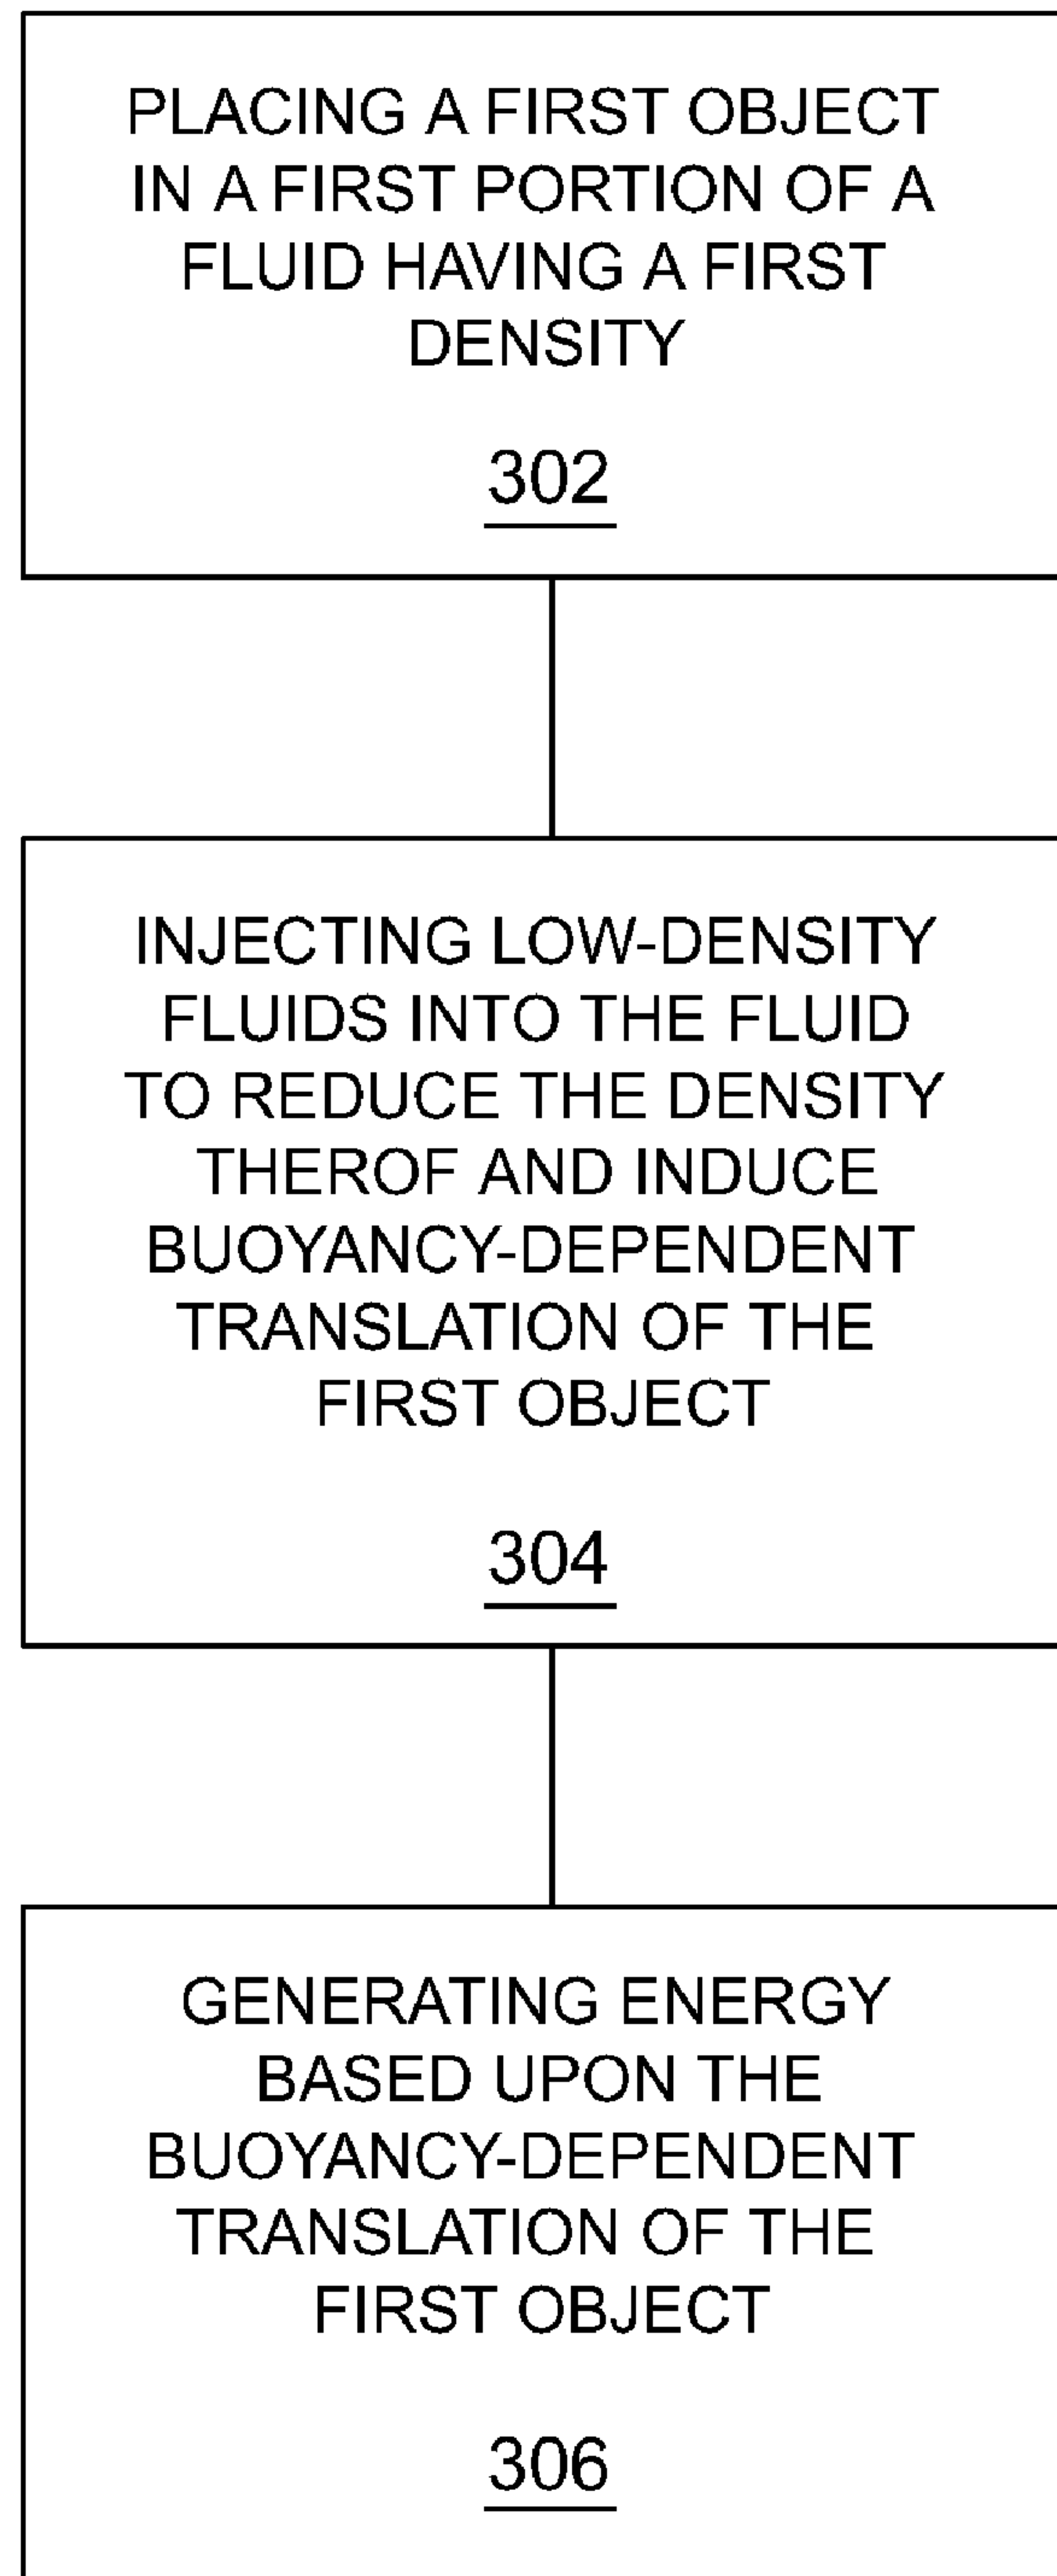 PLACING A FIRST OBJECT
IN A FIRST PORTION OF A
FLUID HAVING A FIRST
DENSITY
302
INJECTING LOW-DENSITY
FLUIDS INTO THE FLUID
TO REDUCE THE DENSITY
THEROF AND INDUCE
BUOYANCY-DEPENDENT
TRANSLATION OF THE
FIRST OBJECT
304
GENERATING ENERGY
BASED UPON THE
BUOYANCY-DEPENDENT
TRANSLATION OF THE
FIRST OBJECT
306